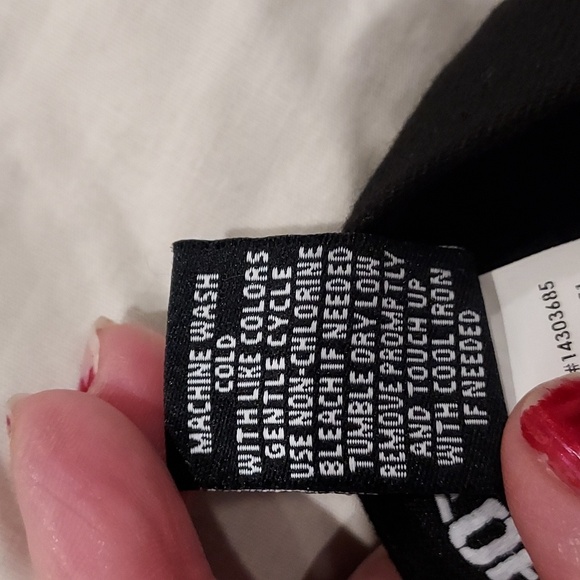 MACHINE WASH
COLD
WITH LIKE COLORS
GENTLE CYCLE
USE NON-CHLORINE
BLEACH IF NEEDED
TUMBLE DRY LOW
REMOVE PROMPTLY
AND TOUCH UP
WITH COOL IRON
IF NEEDED
#14303685